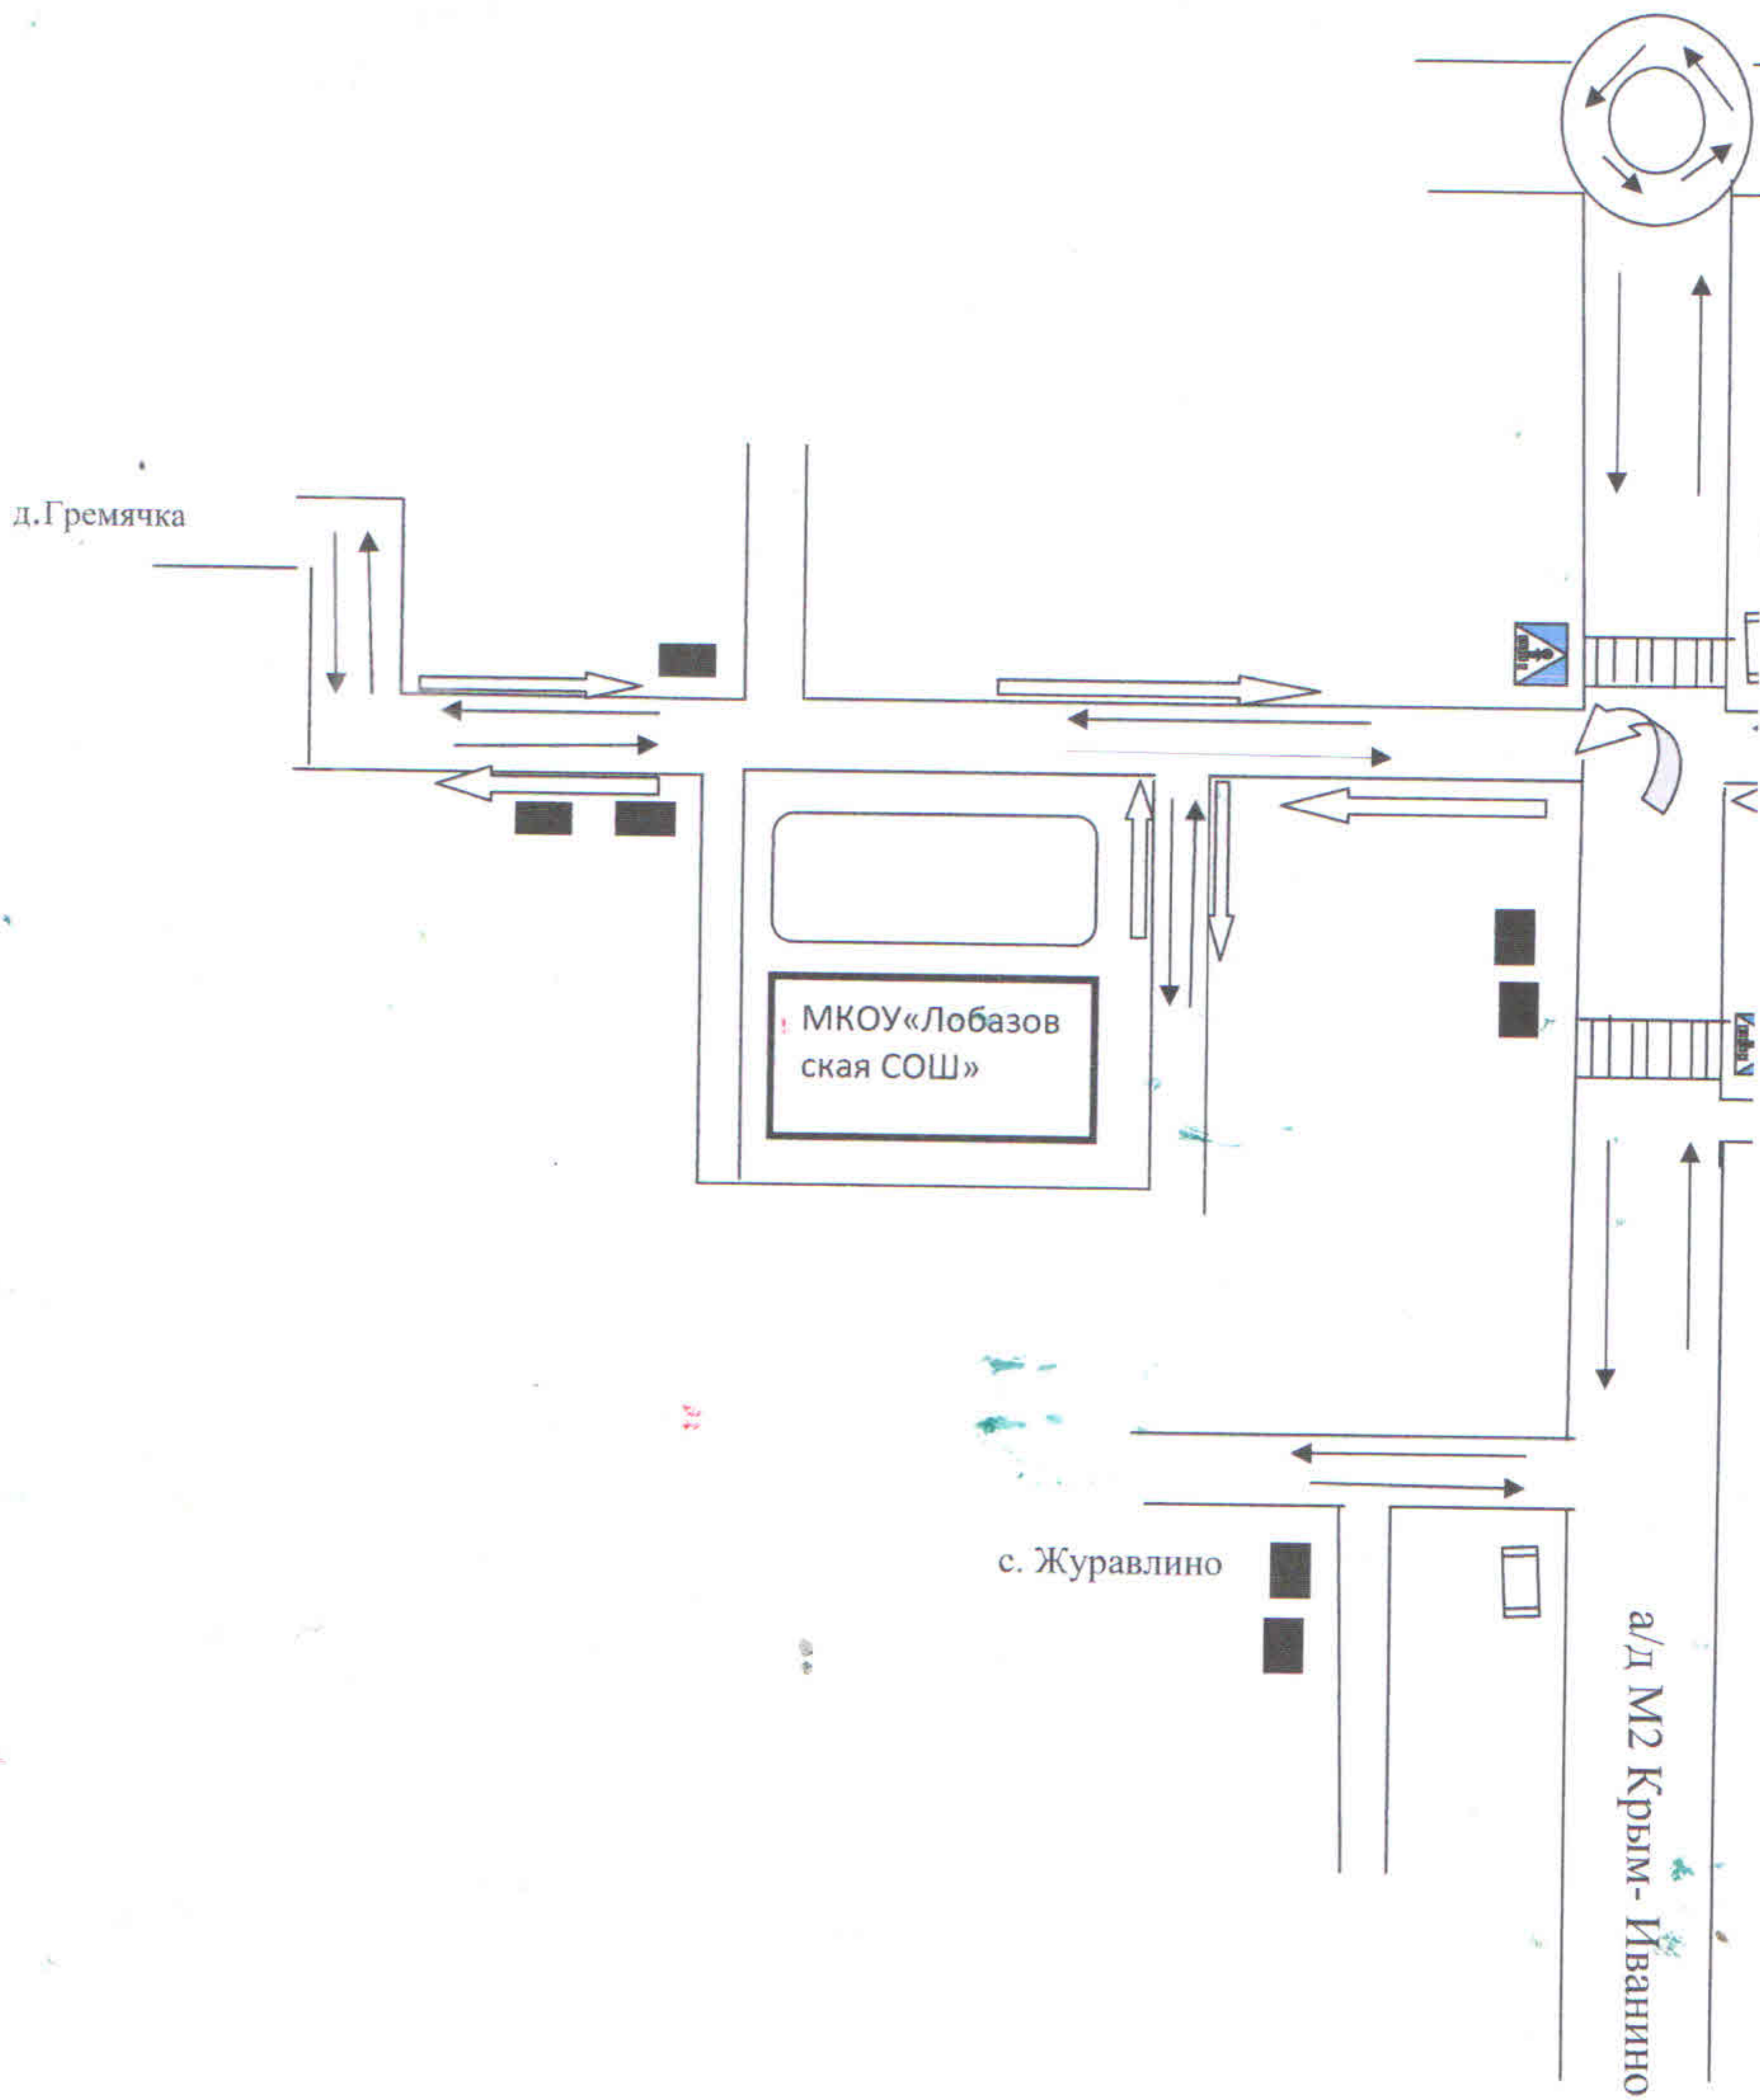 д.Гремячка
МКОУ«Лобазов
ская СОШ»
с. Журавлино
а/д М2 Крым- Иванино